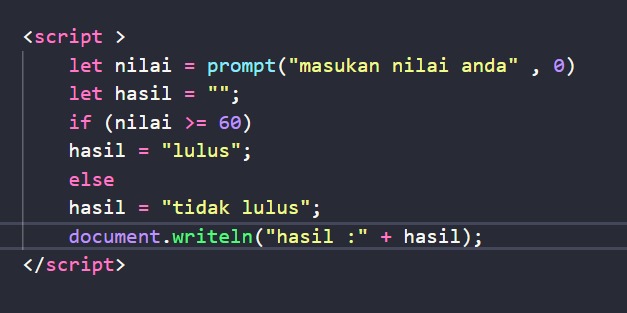 <script >
let nilai = prompt("masukan nilai anda" , 0)
let hasil = "";
if (nilai >= 60)
hasil = "lulus";
else
hasil = "tidak lulus";
document.writeln("hasil :" + hasil);
</script>